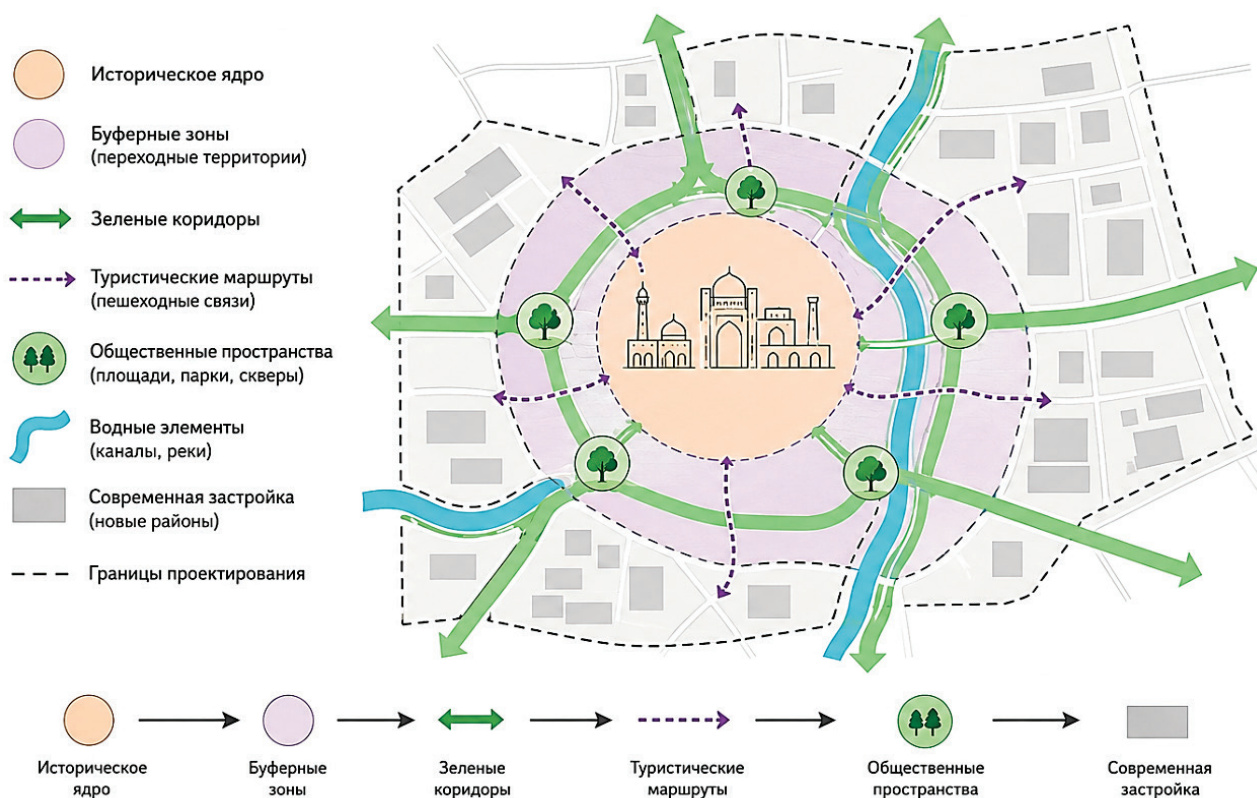 Историческое ядро
Буферные зоны
(переходные территории)
Зеленые коридоры
Туристические маршруты
(пешеходные связи)
Общественные пространства
(площади, парки, скверы)
Водные элементы
(каналы, реки)
Современная застройка
(новые районы)
Границы проектирования
Историческое
ядро
Буферные
зоны
Зеленые
коридоры
Туристические
маршруты
Общественные
пространства
Современная
застройка